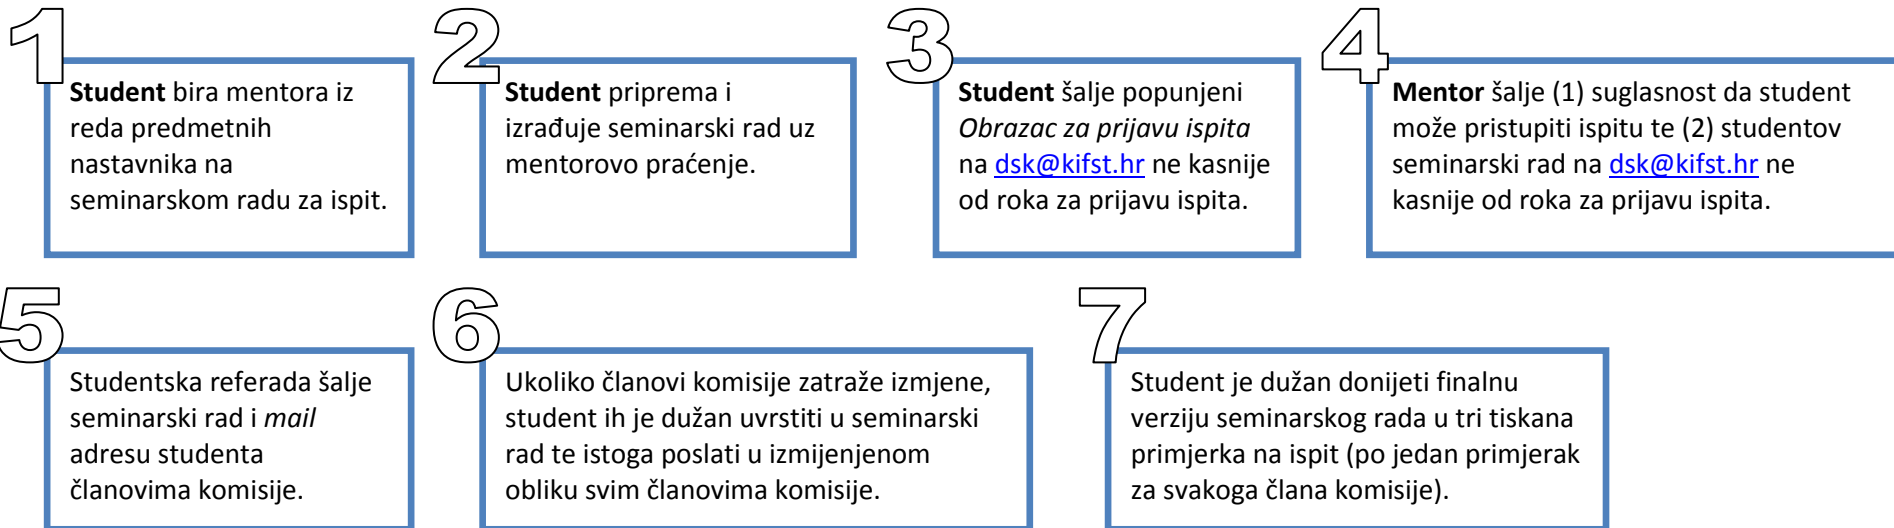 1
Student bira mentora iz
reda predmetnih
nastavnika na
seminarskom radu za ispit.
2
Student priprema i
izrađuje seminarski rad uz
mentorovo praćenje.
3
Student šalje popunjeni
Obrazac za prijavu ispita
na dsk@kifst.hr ne kasnije
od roka za prijavu ispita.
4
Mentor šalje (1) suglasnost da student
može pristupiti ispitu te (2) studentov
seminarski rad na dsk@kifst.hr ne
kasnije od roka za prijavu ispita.
5
Studentska referada šalje
seminarski rad i mail
adresu studenta
članovima komisije.
6
Ukoliko članovi komisije zatraže izmjene,
student ih je dužan uvrstiti u seminarski
rad te istoga poslati u izmijenjenom
obliku svim članovima komisije.
7
Student je dužan donijeti finalnu
verziju seminarskog rada u tri tiskana
primjerka na ispit (po jedan primjerak
za svakoga člana komisije).